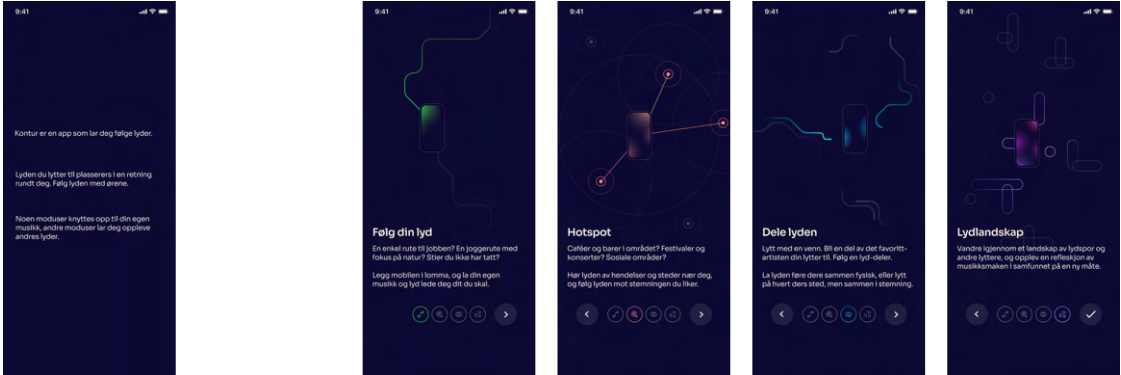 9:41
Kontur er en app som lar deg følge lyder.
Lyden du lytter til plasserers i en retning
rundt deg. Følg lyden med ørene.
Noen moduser knyttes opp til din egen
musikk, andre moduser lar deg oppleve
andres lyder.
9:41
Følg din lyd
En enkel rute til jobben? En joggerute med
fokus på natur? Stier du ikke har tatt?
Legg mobilen i lomma, og la din egen
musikk og lyd lede deg dit du skal.
9:41
Hotspot
Caféer og barer i området? Festivaler og
konserter? Sosiale områder?
Hør lyden av hendelser og steder nær deg,
og følg lyden mot stemningen du liker.
9:41
Dele lyden
Lytt med en venn. Bli en del av det favoritt-
artisten din lytter til. Følg en lyd-deler.
La lyden føre dere sammen fysisk, eller lytt
på hvert ders sted, men sammen i stemning.
9:41
Lydlandskap
Vandre igjennom et landskap av lydspor og
andre lyttere, og opplev en refleksjon av
musikksmaken i samfunnet på en ny måte.